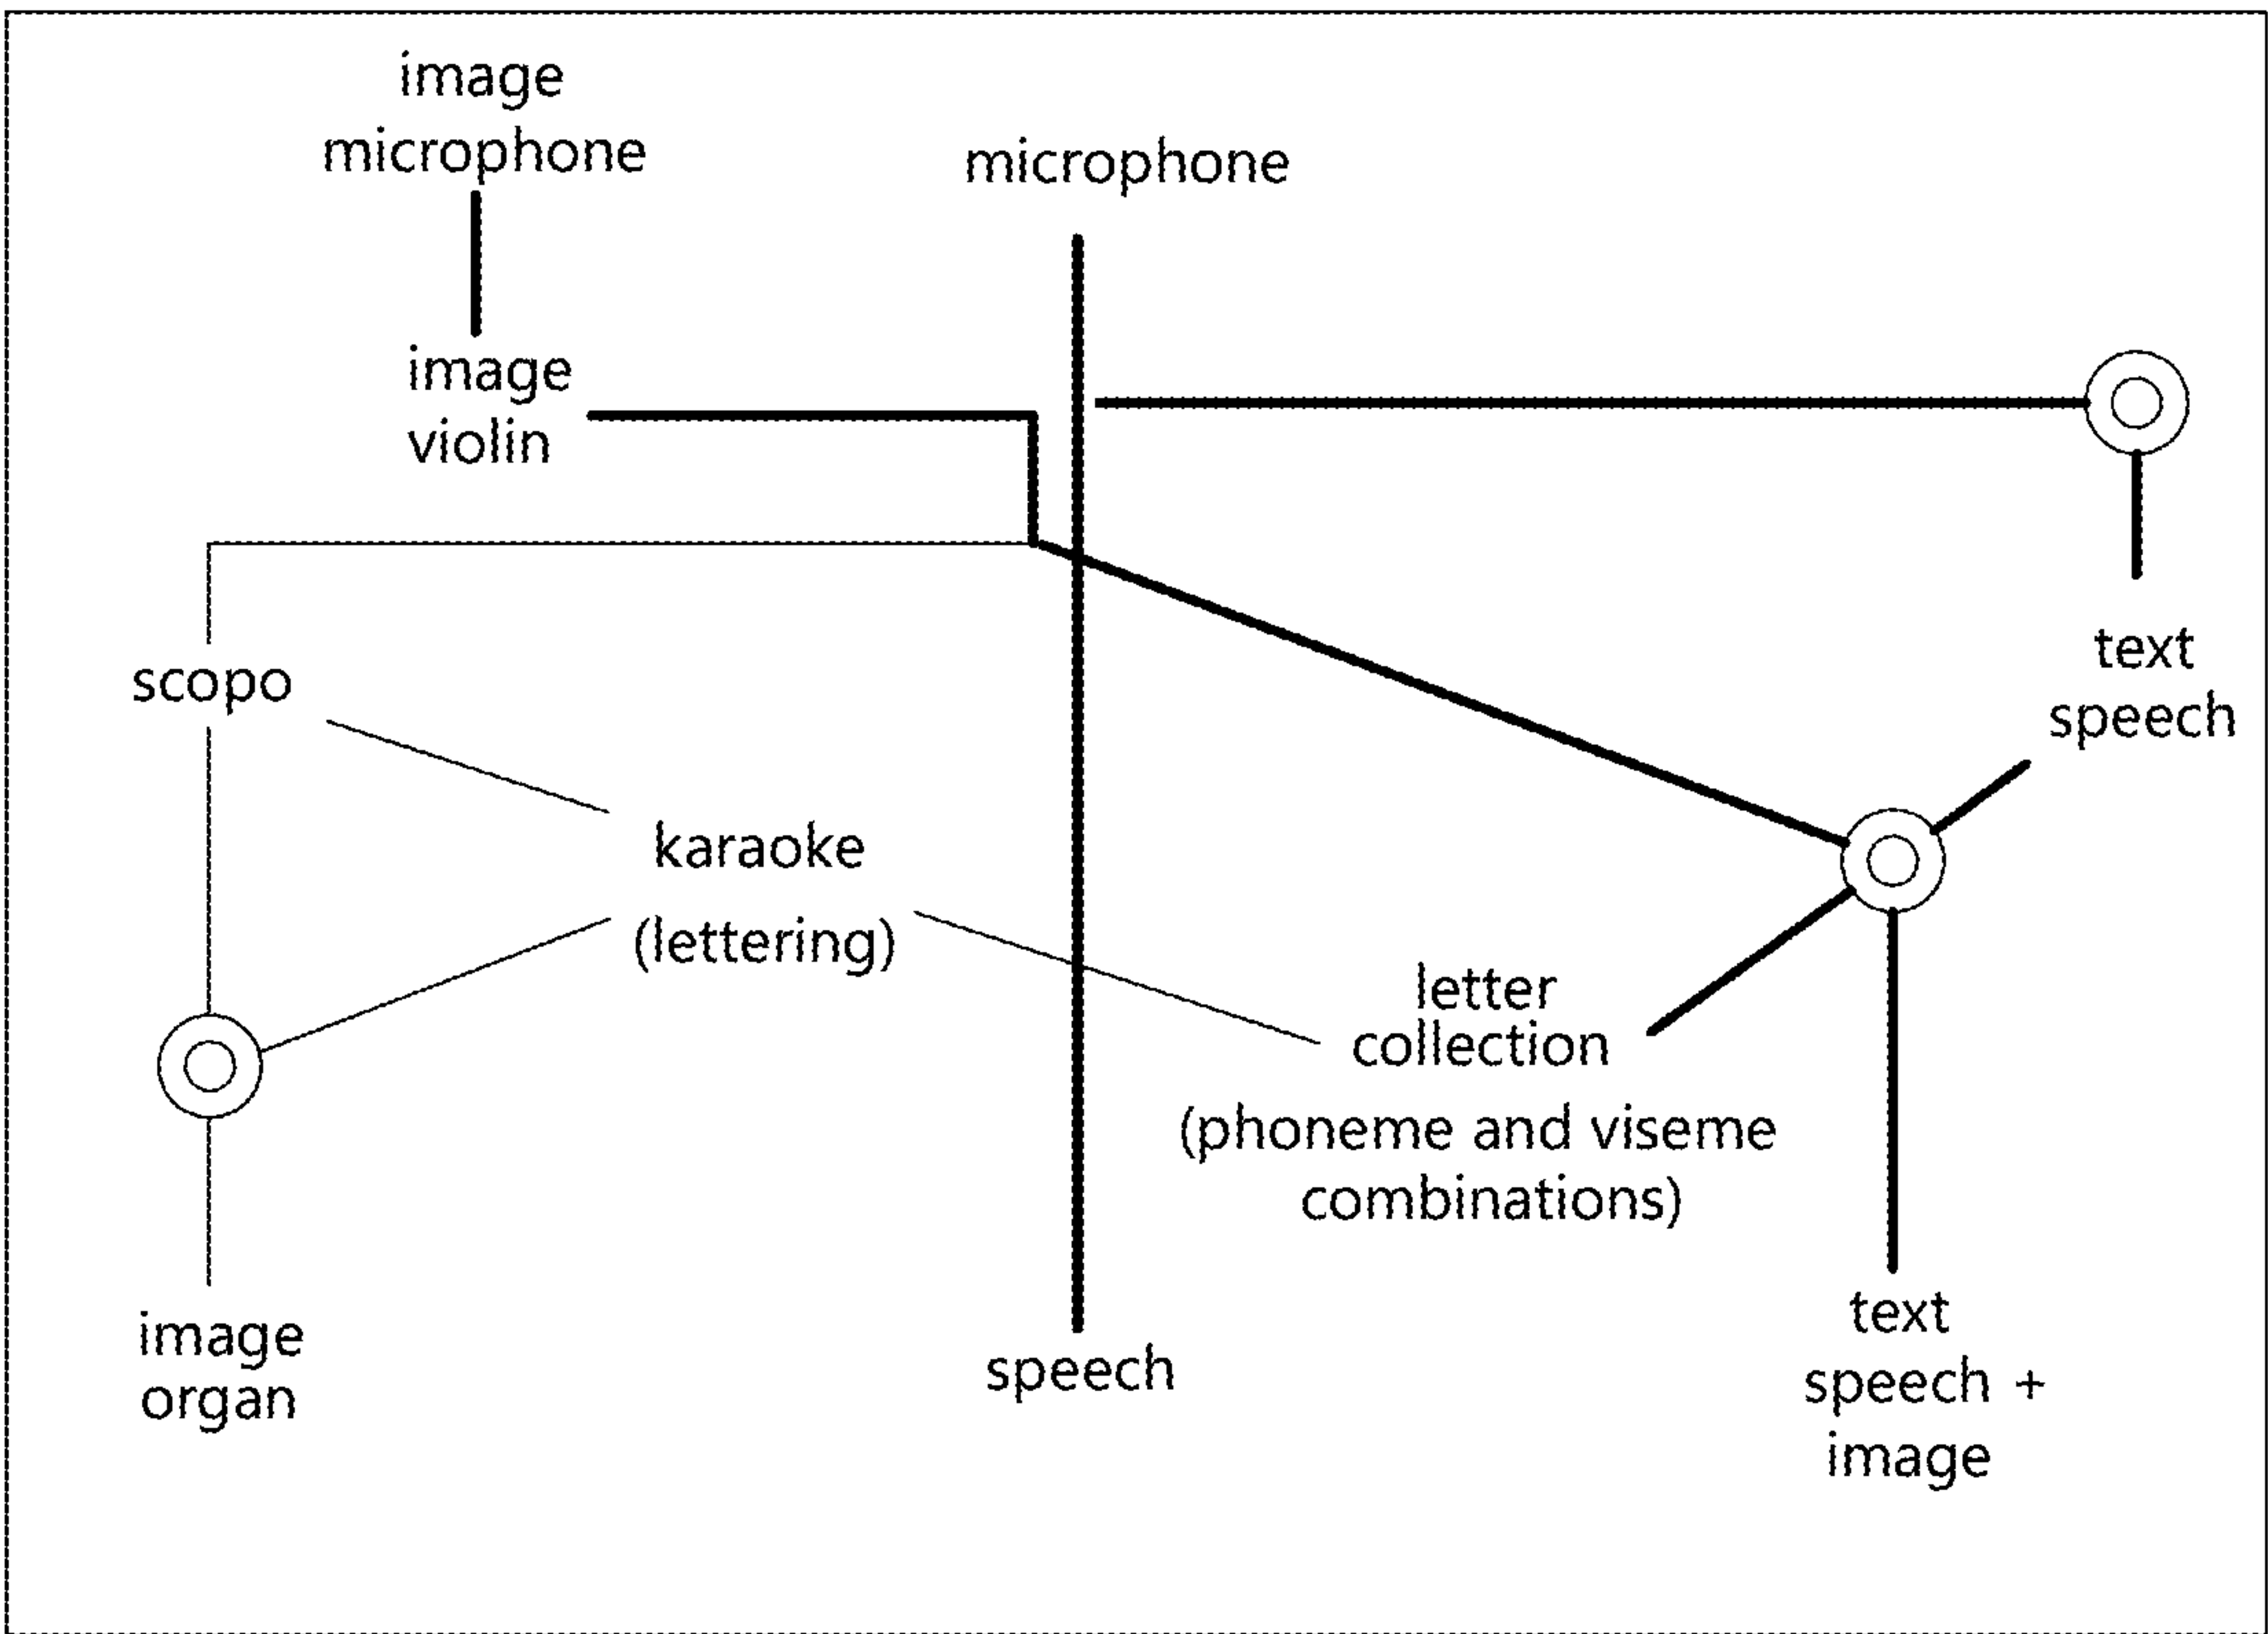 image
microphone
microphone
image
violin
text
speech
scopo
karaoke
(lettering)
letter
collection
(phoneme and viseme
combinations)
image
organ
speech
text
speech +
image